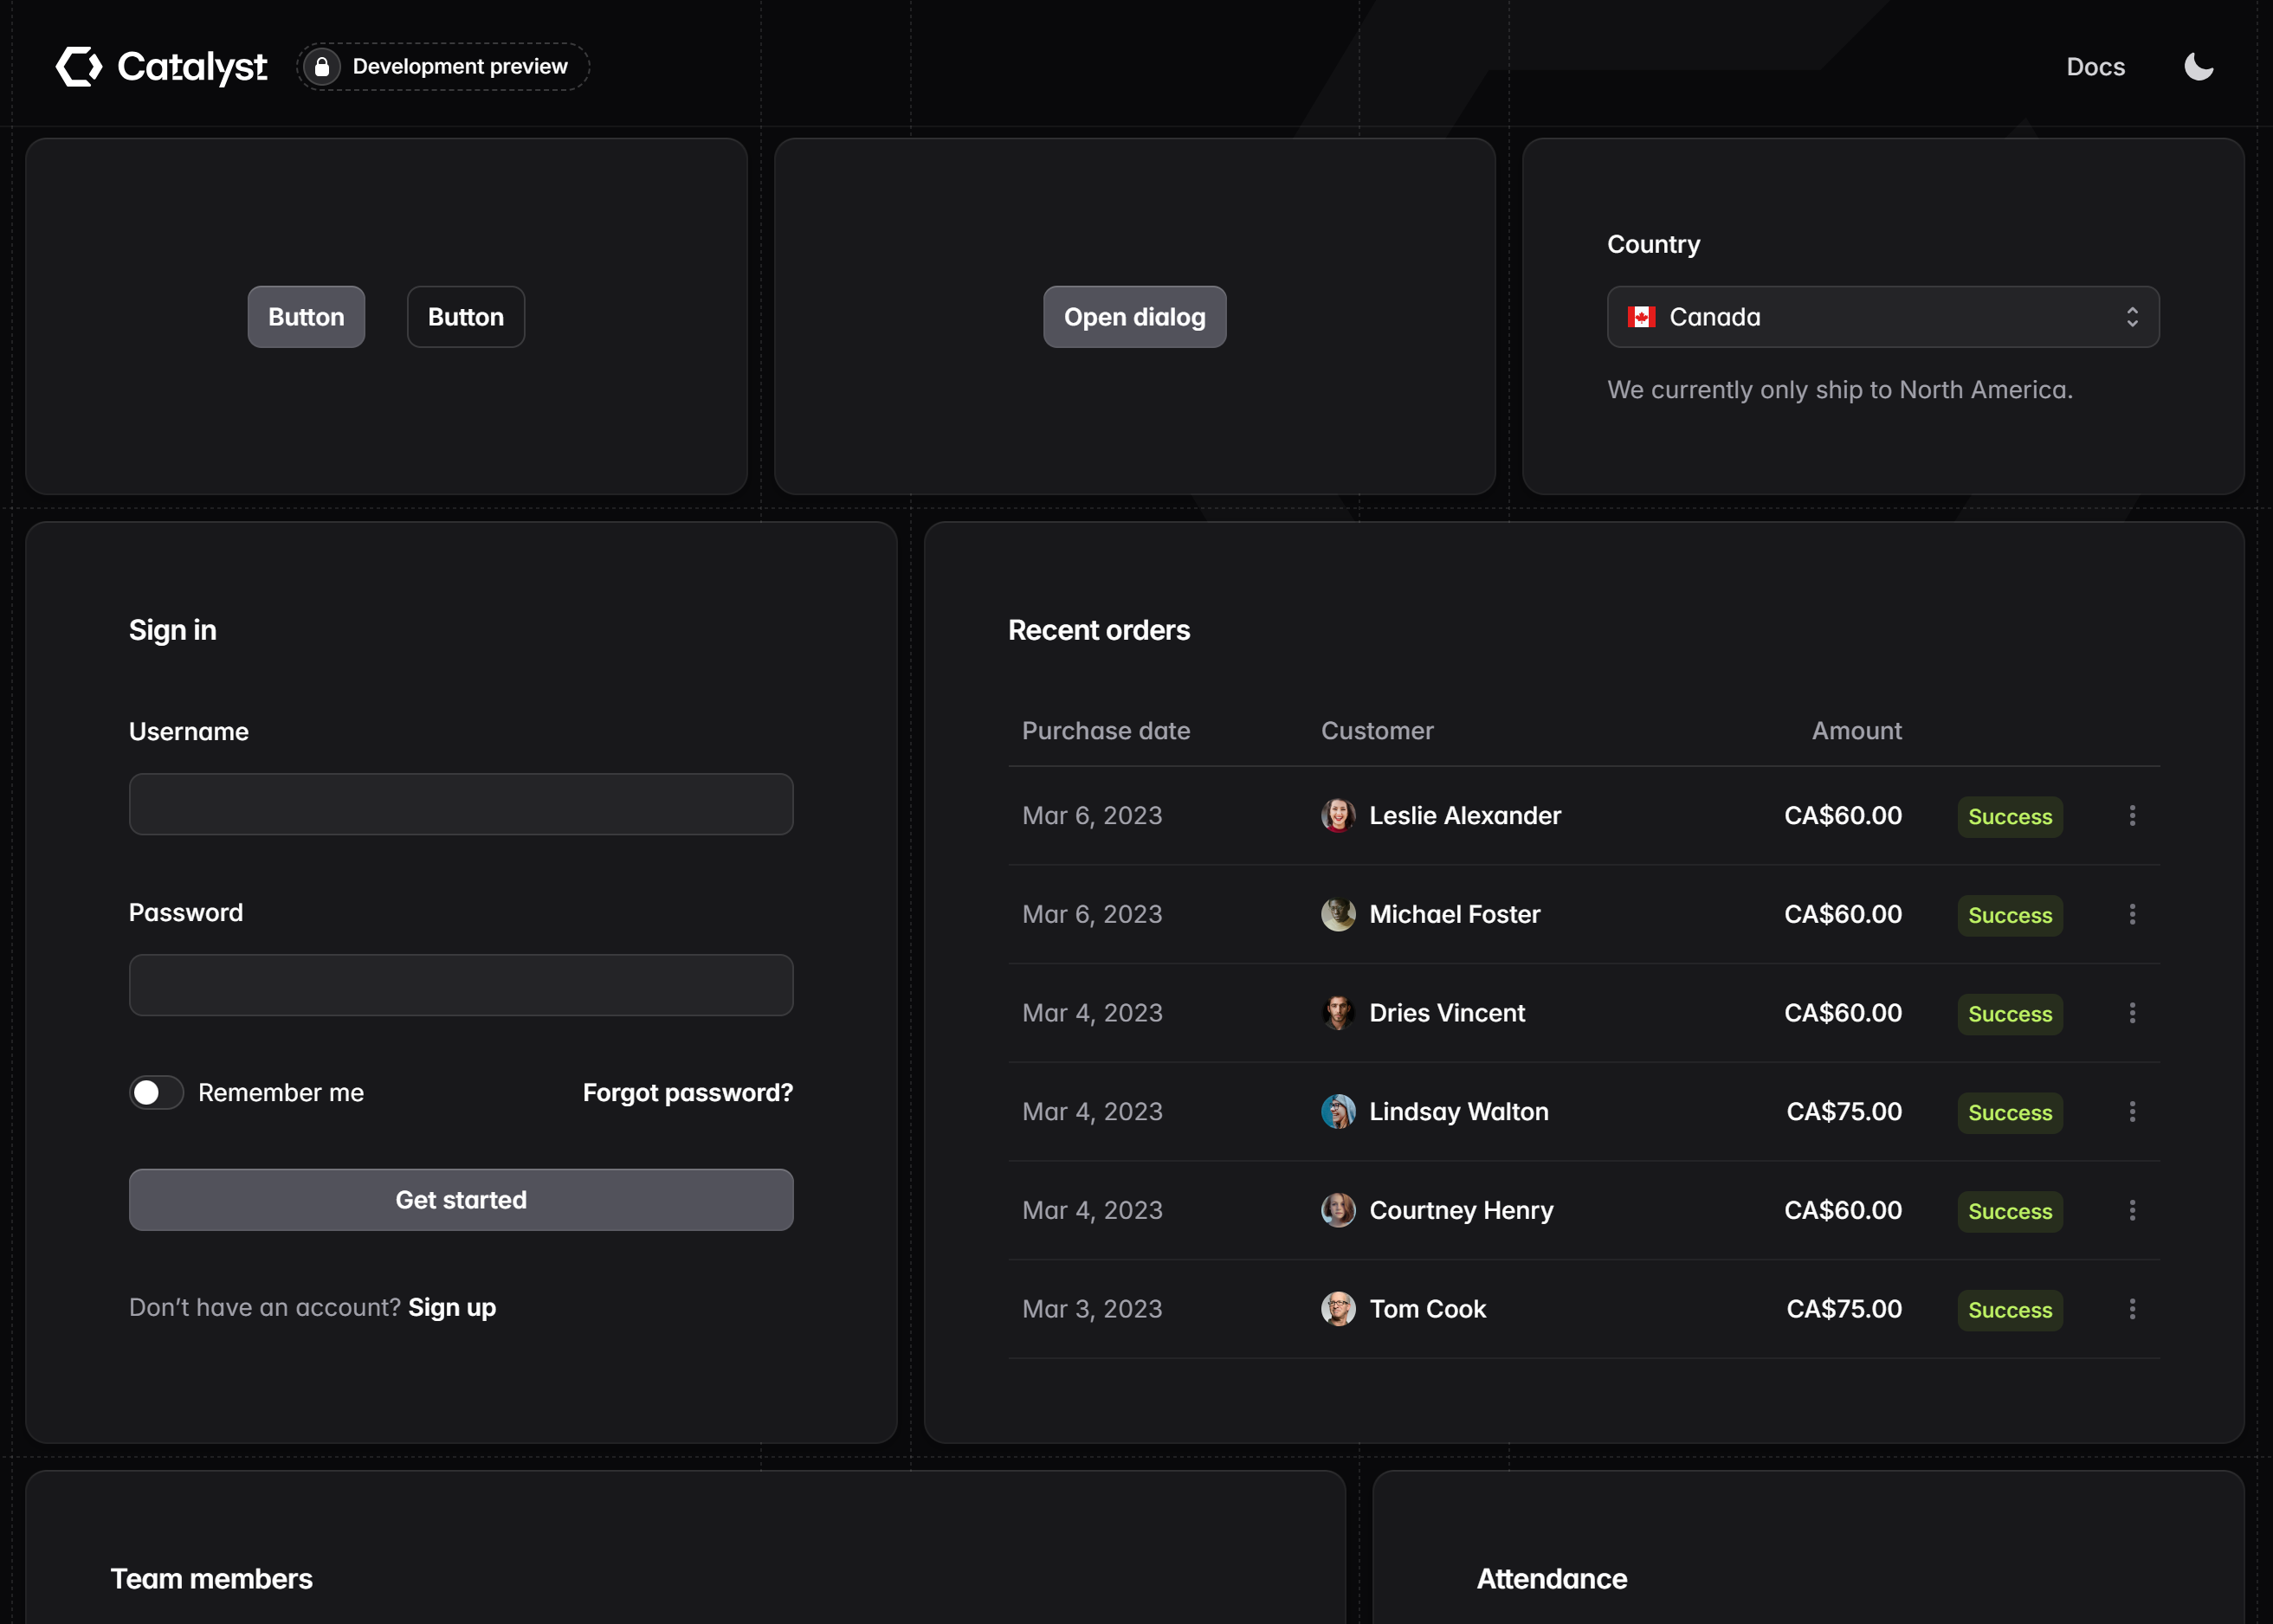 Catalyst
Development preview
Docs
Button
Button
Open dialog
Country
Canada
We currently only ship to North America.
Sign in
Username
Password
Remember me
Forgot password?
Get started
Don’t have an account? Sign up
Recent orders
Purchase date Customer Amount
Mar 6, 2023 Leslie Alexander CA$60.00 Success
Mar 6, 2023 Michael Foster CA$60.00 Success
Mar 4, 2023 Dries Vincent CA$60.00 Success
Mar 4, 2023 Lindsay Walton CA$75.00 Success
Mar 4, 2023 Courtney Henry CA$60.00 Success
Mar 3, 2023 Tom Cook CA$75.00 Success
Team members
Attendance